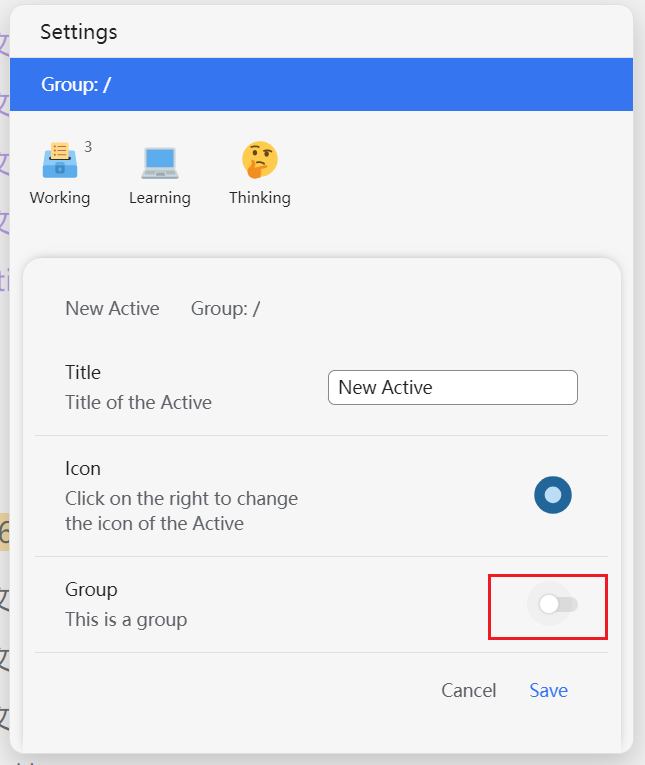 Settings
Group: /
3
Working
Learning
Thinking
New Active
Group: /
Title
Title of the Active
New Active
Icon
Click on the right to change
the icon of the Active
Group
This is a group
Cancel
Save